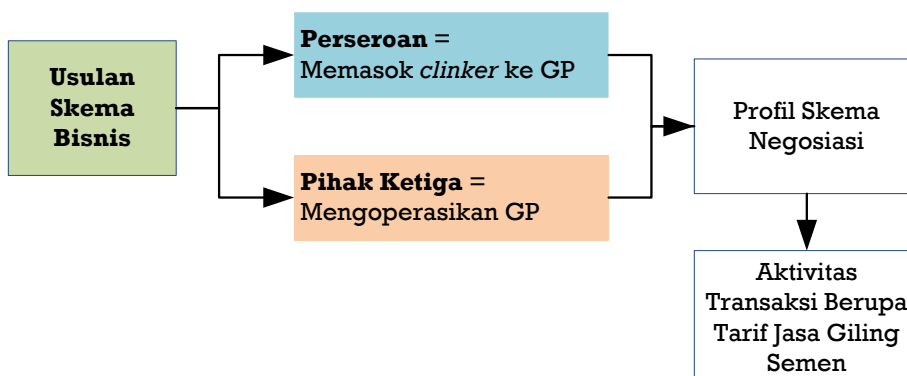 Usulan
Skema
Bisnis
Perseroan =
Memasok clinker ke GP
Pihak Ketiga =
Mengoperasikan GP
Profil Skema
Negosiasi
Aktivitas
Transaksi Berupa
Tarif Jasa Giling
Semen